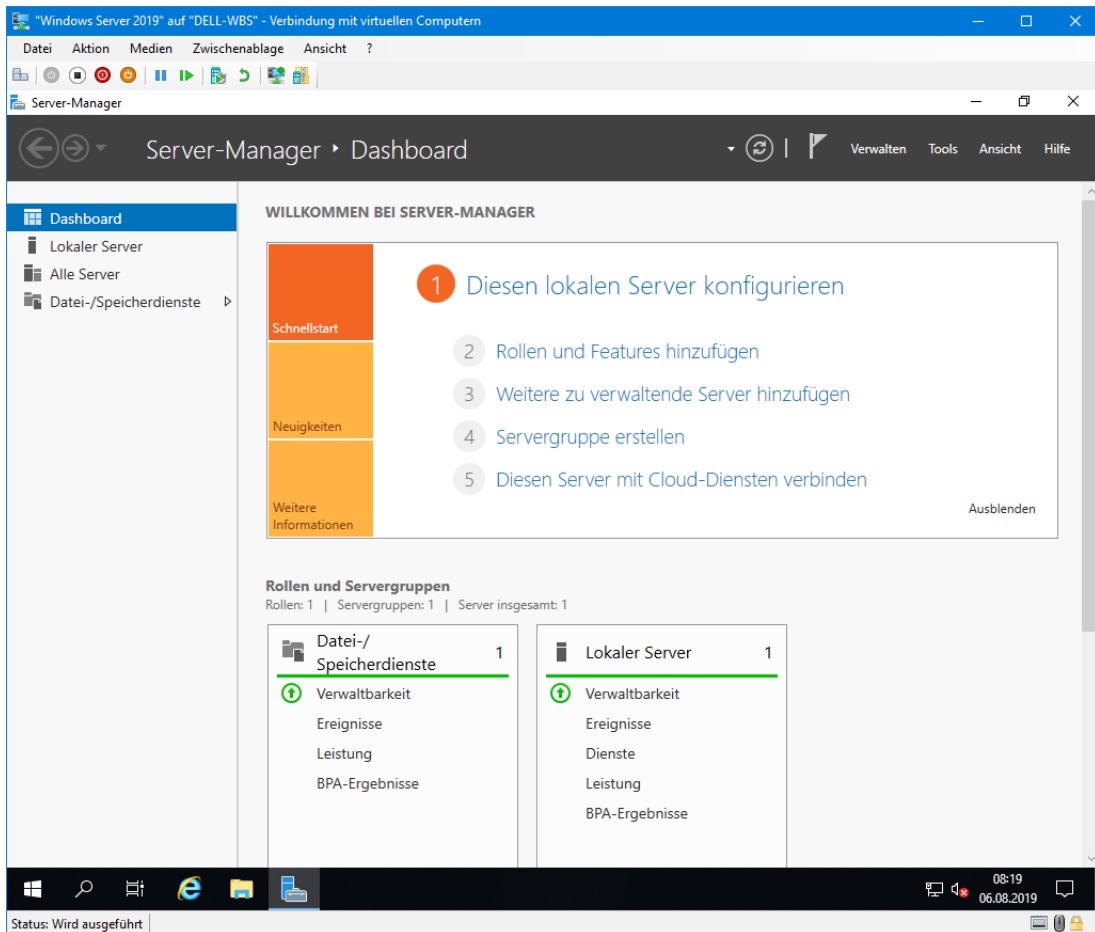 "Windows Server 2019" auf "DELL-WBS" - Verbindung mit virtuellen Computern
Datei Aktion Medien Zwischenablage Ansicht ?
Server-Manager
Server-Manager ‣ Dashboard
Verwalten Tools Ansicht Hilfe
Dashboard
Lokaler Server
Alle Server
Datei-/Speicherdienste
WILLKOMMEN BEI SERVER-MANAGER
Schnellstart
Neuigkeiten
Weitere
Informationen
1 Diesen lokalen Server konfigurieren
2 Rollen und Features hinzufügen
3 Weitere zu verwaltende Server hinzufügen
4 Servergruppe erstellen
5 Diesen Server mit Cloud-Diensten verbinden
Ausblenden
Rollen und Servergruppen
Rollen: 1 | Servergruppen: 1 | Server insgesamt: 1
Datei-/
Speicherdienste 1
Verwaltbarkeit
Ereignisse
Leistung
BPA-Ergebnisse
Lokaler Server 1
Verwaltbarkeit
Ereignisse
Dienste
Leistung
BPA-Ergebnisse
08:19
06.08.2019
Status: Wird ausgeführt